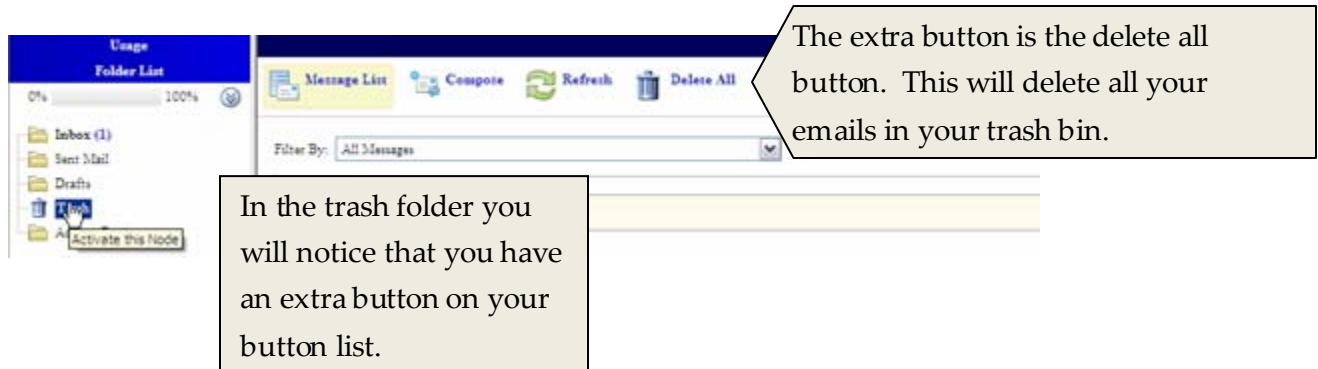 Usage
Folder List
0% 100%
Inbox (1)
Sent Mail
Drafts
Activate this Node
Message List Compose Refresh Delete All
Filter By: All Messages
The extra button is the delete all
button. This will delete all your
emails in your trash bin.
In the trash folder you
will notice that you have
an extra button on your
button list.